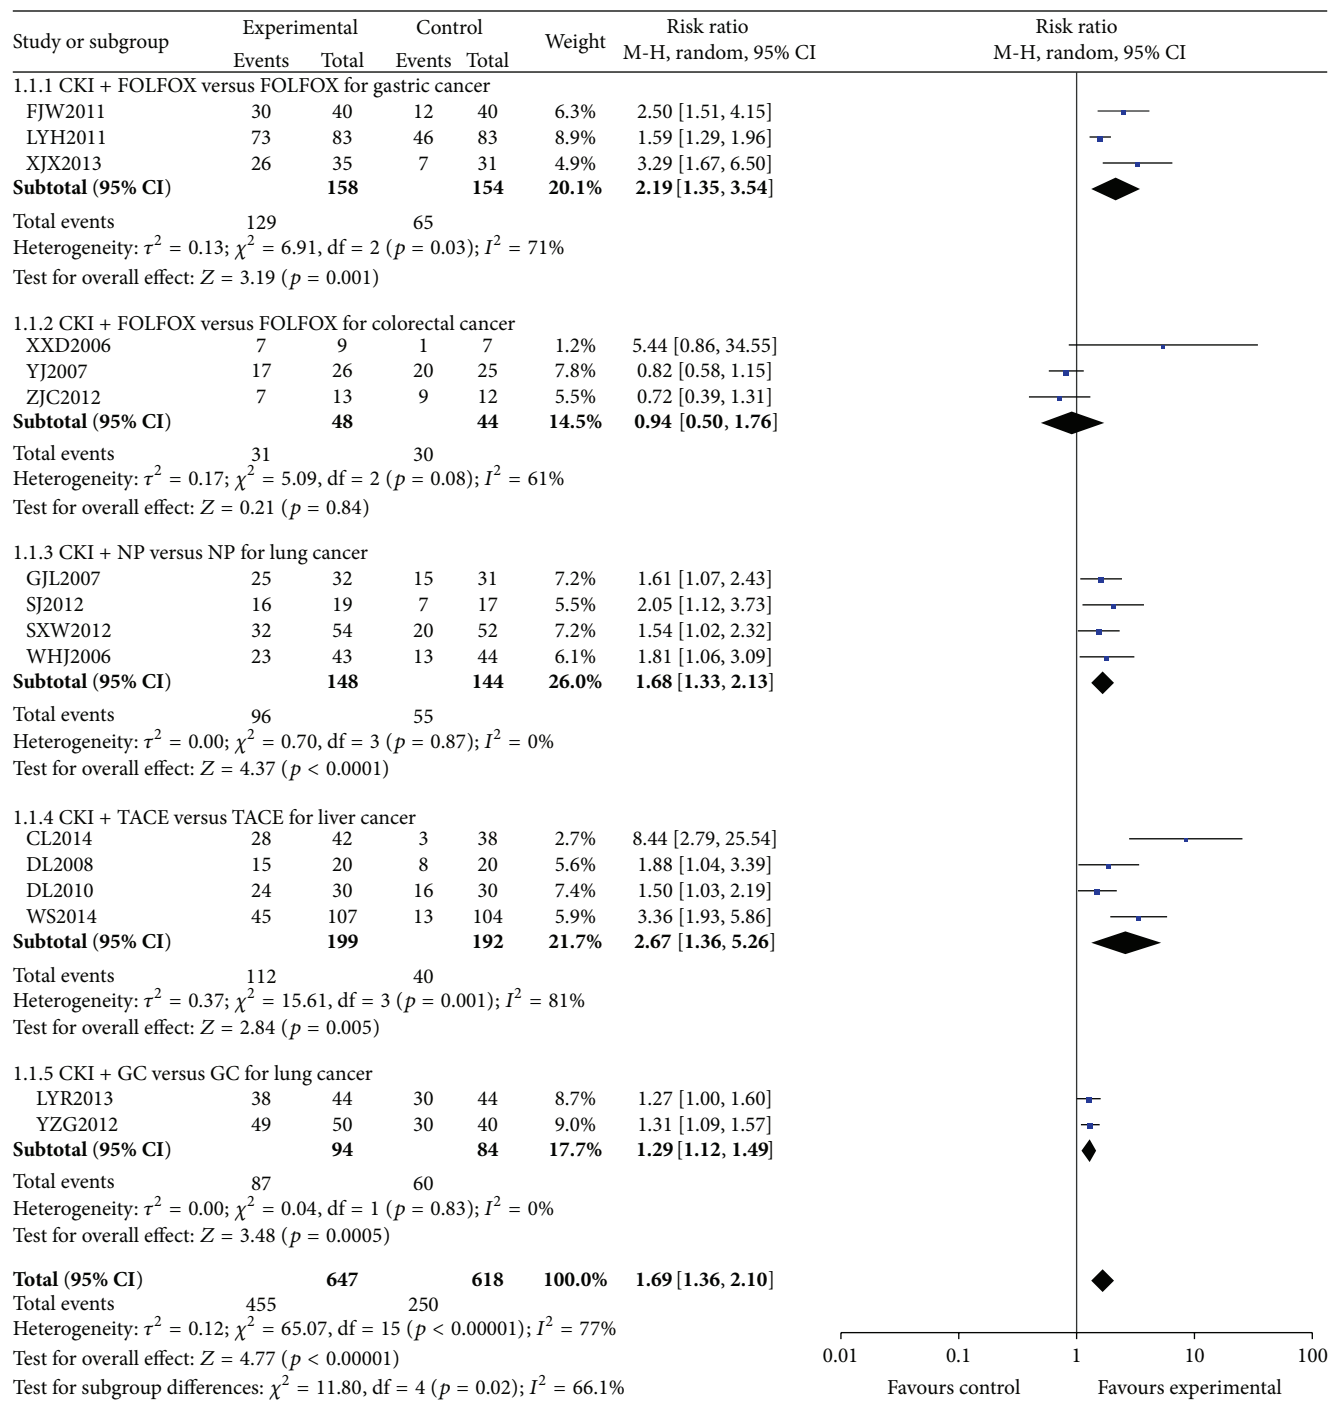 Study or subgroup Experimental Control Weight Risk ratio Risk ratio
Events Total Events Total M-H, random, 95% CI M-H, random, 95% CI
1.1.1 CKI + FOLFOX versus FOLFOX for gastric cancer
FJW2011 30 40 12 40 6.3% 2.50 [1.51, 4.15]
LYH2011 73 83 46 83 8.9% 1.59 [1.29, 1.96]
XJX2013 26 35 7 31 4.9% 3.29 [1.67, 6.50]
Subtotal (95% CI) 158 154 20.1% 2.19 [1.35, 3.54]
Total events 129 65
Heterogeneity: τ² = 0.13; χ² = 6.91, df = 2 (p = 0.03); I² = 71%
Test for overall effect: Z = 3.19 (p = 0.001)
1.1.2 CKI + FOLFOX versus FOLFOX for colorectal cancer
XXD2006 7 9 1 7 1.2% 5.44 [0.86, 34.55]
YJ2007 17 26 20 25 7.8% 0.82 [0.58, 1.15]
ZJC2012 7 13 9 12 5.5% 0.72 [0.39, 1.31]
Subtotal (95% CI) 48 44 14.5% 0.94 [0.50, 1.76]
Total events 31 30
Heterogeneity: τ² = 0.17; χ² = 5.09, df = 2 (p = 0.08); I² = 61%
Test for overall effect: Z = 0.21 (p = 0.84)
1.1.3 CKI + NP versus NP for lung cancer
GJL2007 25 32 15 31 7.2% 1.61 [1.07, 2.43]
SJ2012 16 19 7 17 5.5% 2.05 [1.12, 3.73]
SXW2012 32 54 20 52 7.2% 1.54 [1.02, 2.32]
WHJ2006 23 43 13 44 6.1% 1.81 [1.06, 3.09]
Subtotal (95% CI) 148 144 26.0% 1.68 [1.33, 2.13]
Total events 96 55
Heterogeneity: τ² = 0.00; χ² = 0.70, df = 3 (p = 0.87); I² = 0%
Test for overall effect: Z = 4.37 (p < 0.0001)
1.1.4 CKI + TACE versus TACE for liver cancer
CL2014 28 42 3 38 2.7% 8.44 [2.79, 25.54]
DL2008 15 20 8 20 5.6% 1.88 [1.04, 3.39]
DL2010 24 30 16 30 7.4% 1.50 [1.03, 2.19]
WS2014 45 107 13 104 5.9% 3.36 [1.93, 5.86]
Subtotal (95% CI) 199 192 21.7% 2.67 [1.36, 5.26]
Total events 112 40
Heterogeneity: τ² = 0.37; χ² = 15.61, df = 3 (p = 0.001); I² = 81%
Test for overall effect: Z = 2.84 (p = 0.005)
1.1.5 CKI + GC versus GC for lung cancer
LYR2013 38 44 30 44 8.7% 1.27 [1.00, 1.60]
YZG2012 49 50 30 40 9.0% 1.31 [1.09, 1.57]
Subtotal (95% CI) 94 84 17.7% 1.29 [1.12, 1.49]
Total events 87 60
Heterogeneity: τ² = 0.00; χ² = 0.04, df = 1 (p = 0.83); I² = 0%
Test for overall effect: Z = 3.48 (p = 0.0005)
Total (95% CI) 647 618 100.0% 1.69 [1.36, 2.10]
Total events 455 250
Heterogeneity: τ² = 0.12; χ² = 65.07, df = 15 (p < 0.00001); I² = 77%
Test for overall effect: Z = 4.77 (p < 0.00001)
Test for subgroup differences: χ² = 11.80, df = 4 (p = 0.02); I² = 66.1%
0.01 0.1 1 10 100
Favours control Favours experimental